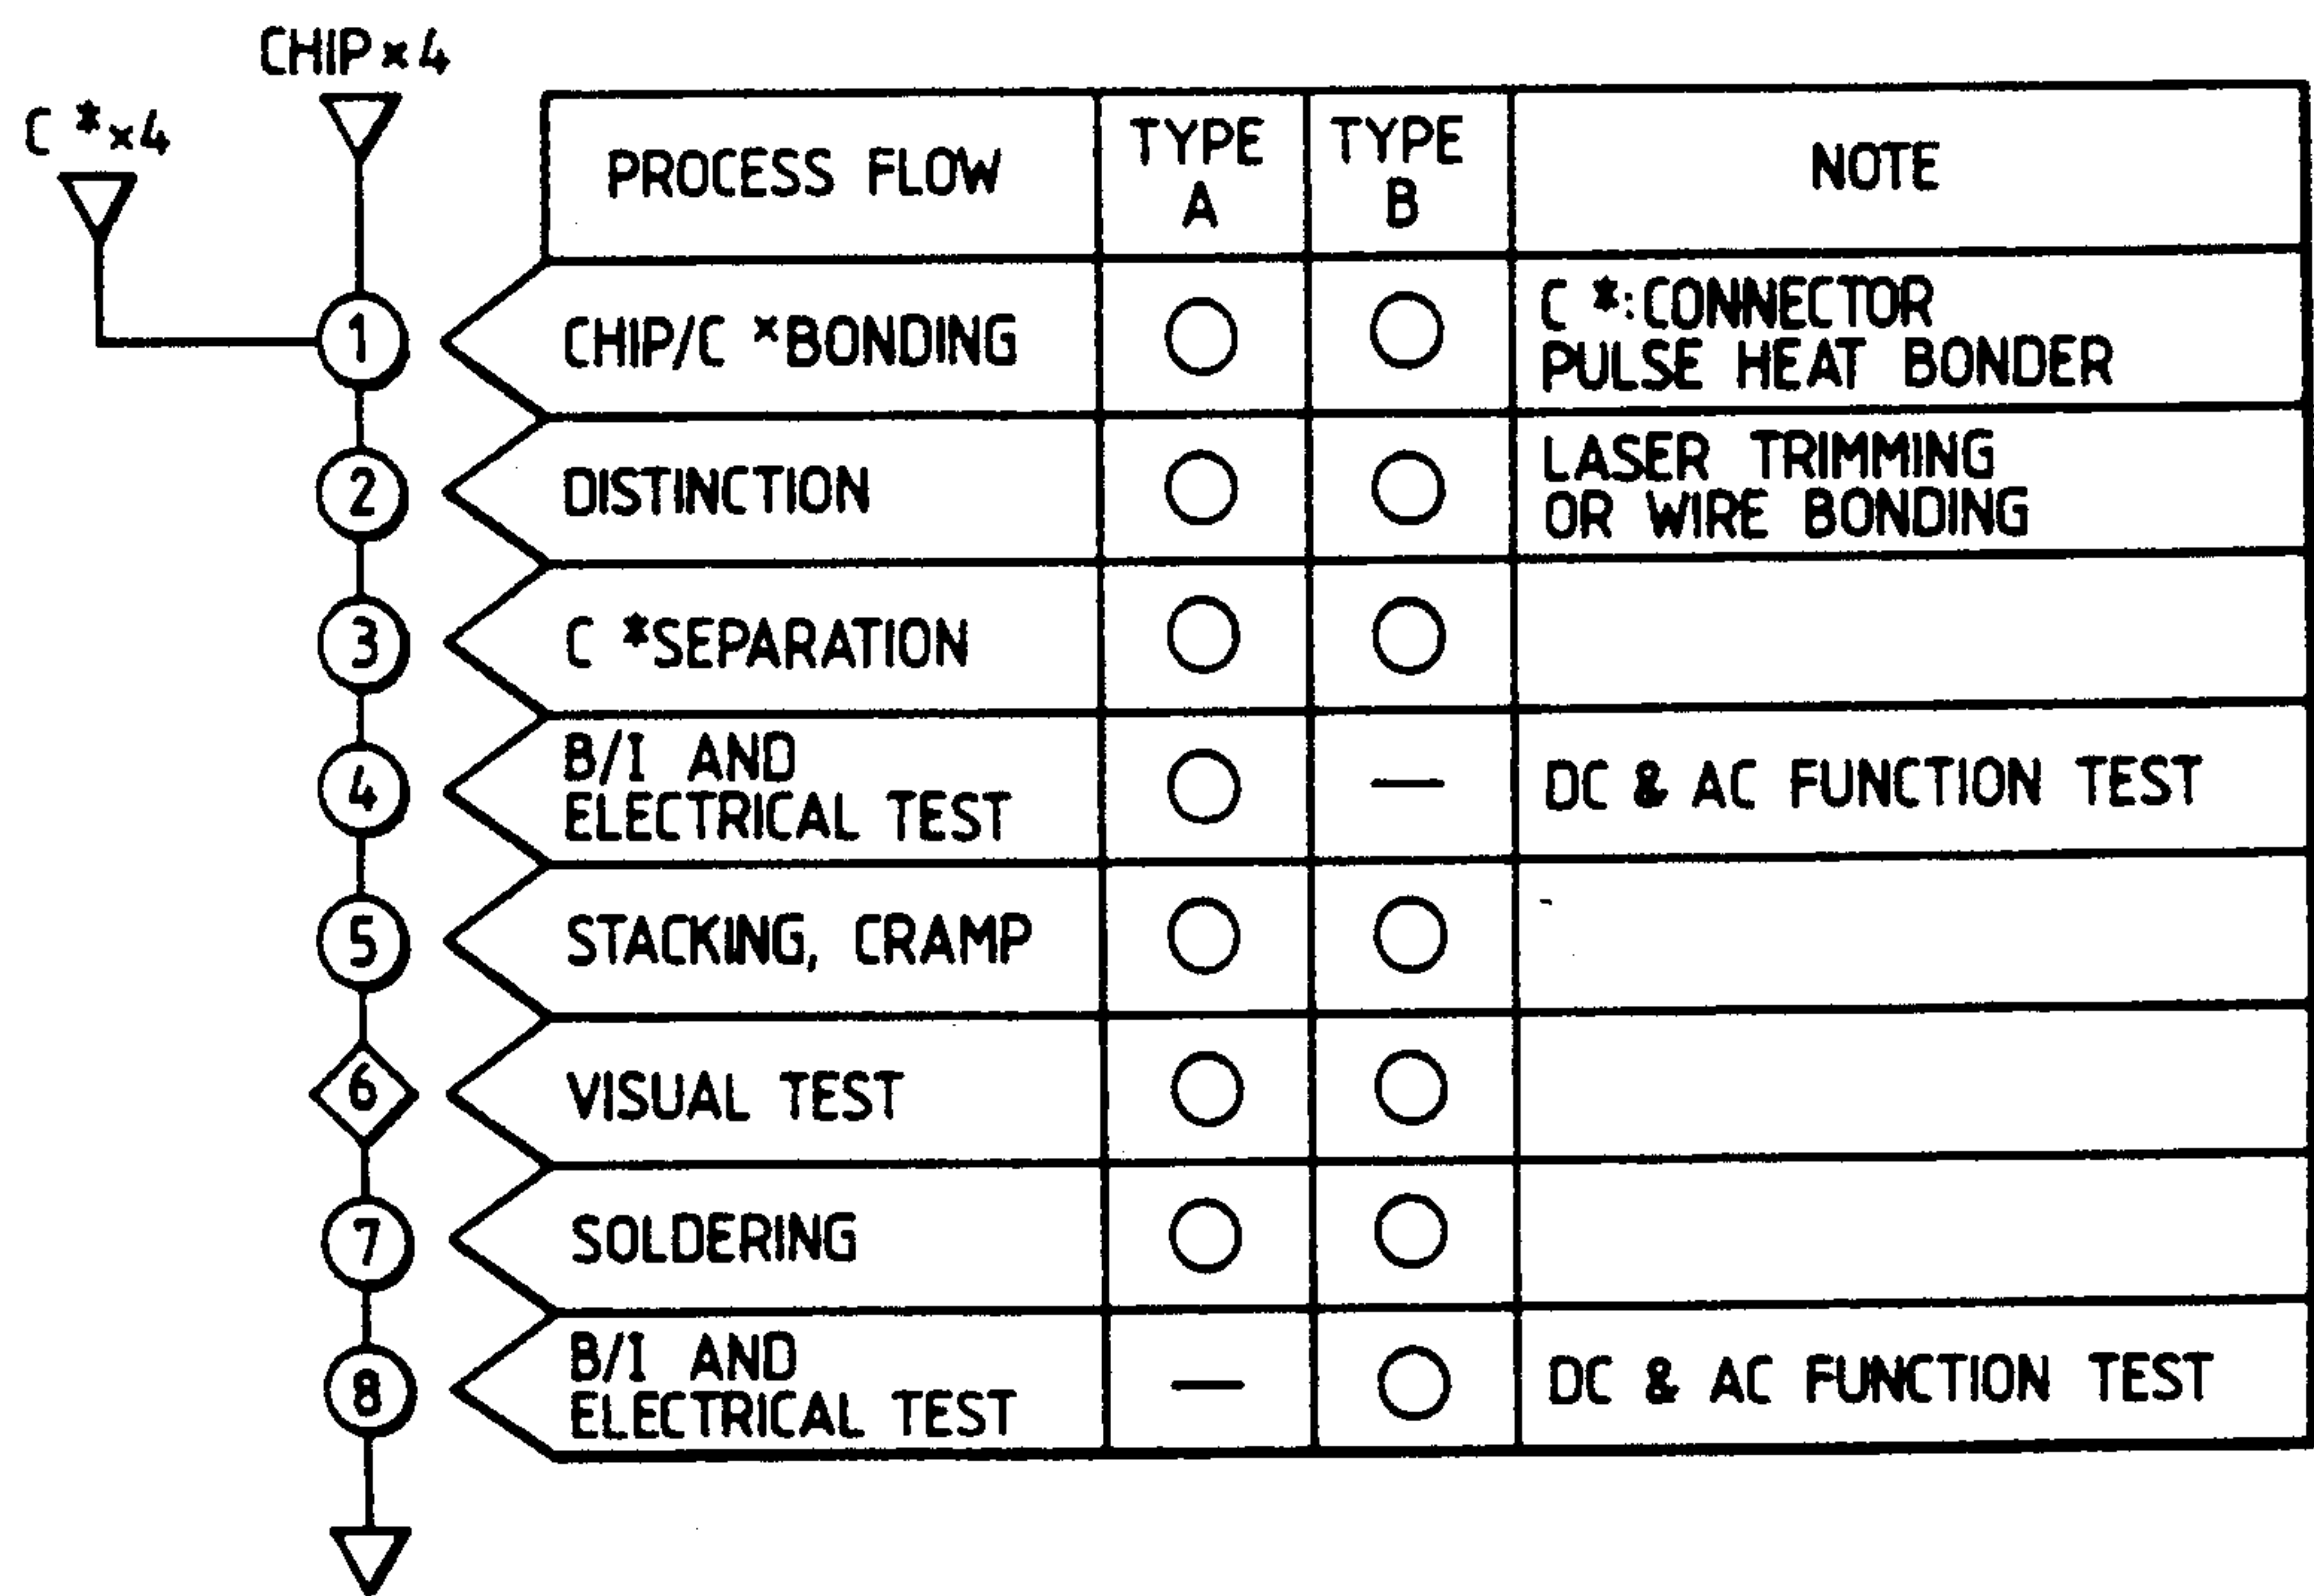 CHIP×4
C *×4
PROCESS FLOW
TYPE
A
TYPE
B
NOTE
1
CHIP/C *BONDING
C *:CONNECTOR
PULSE HEAT BONDER
2
DISTINCTION
LASER TRIMMING
OR WIRE BONDING
3
C *SEPARATION
4
B/I AND
ELECTRICAL TEST
—
DC & AC FUNCTION TEST
5
STACKING, CRAMP
6
VISUAL TEST
7
SOLDERING
8
B/I AND
ELECTRICAL TEST
—
DC & AC FUNCTION TEST